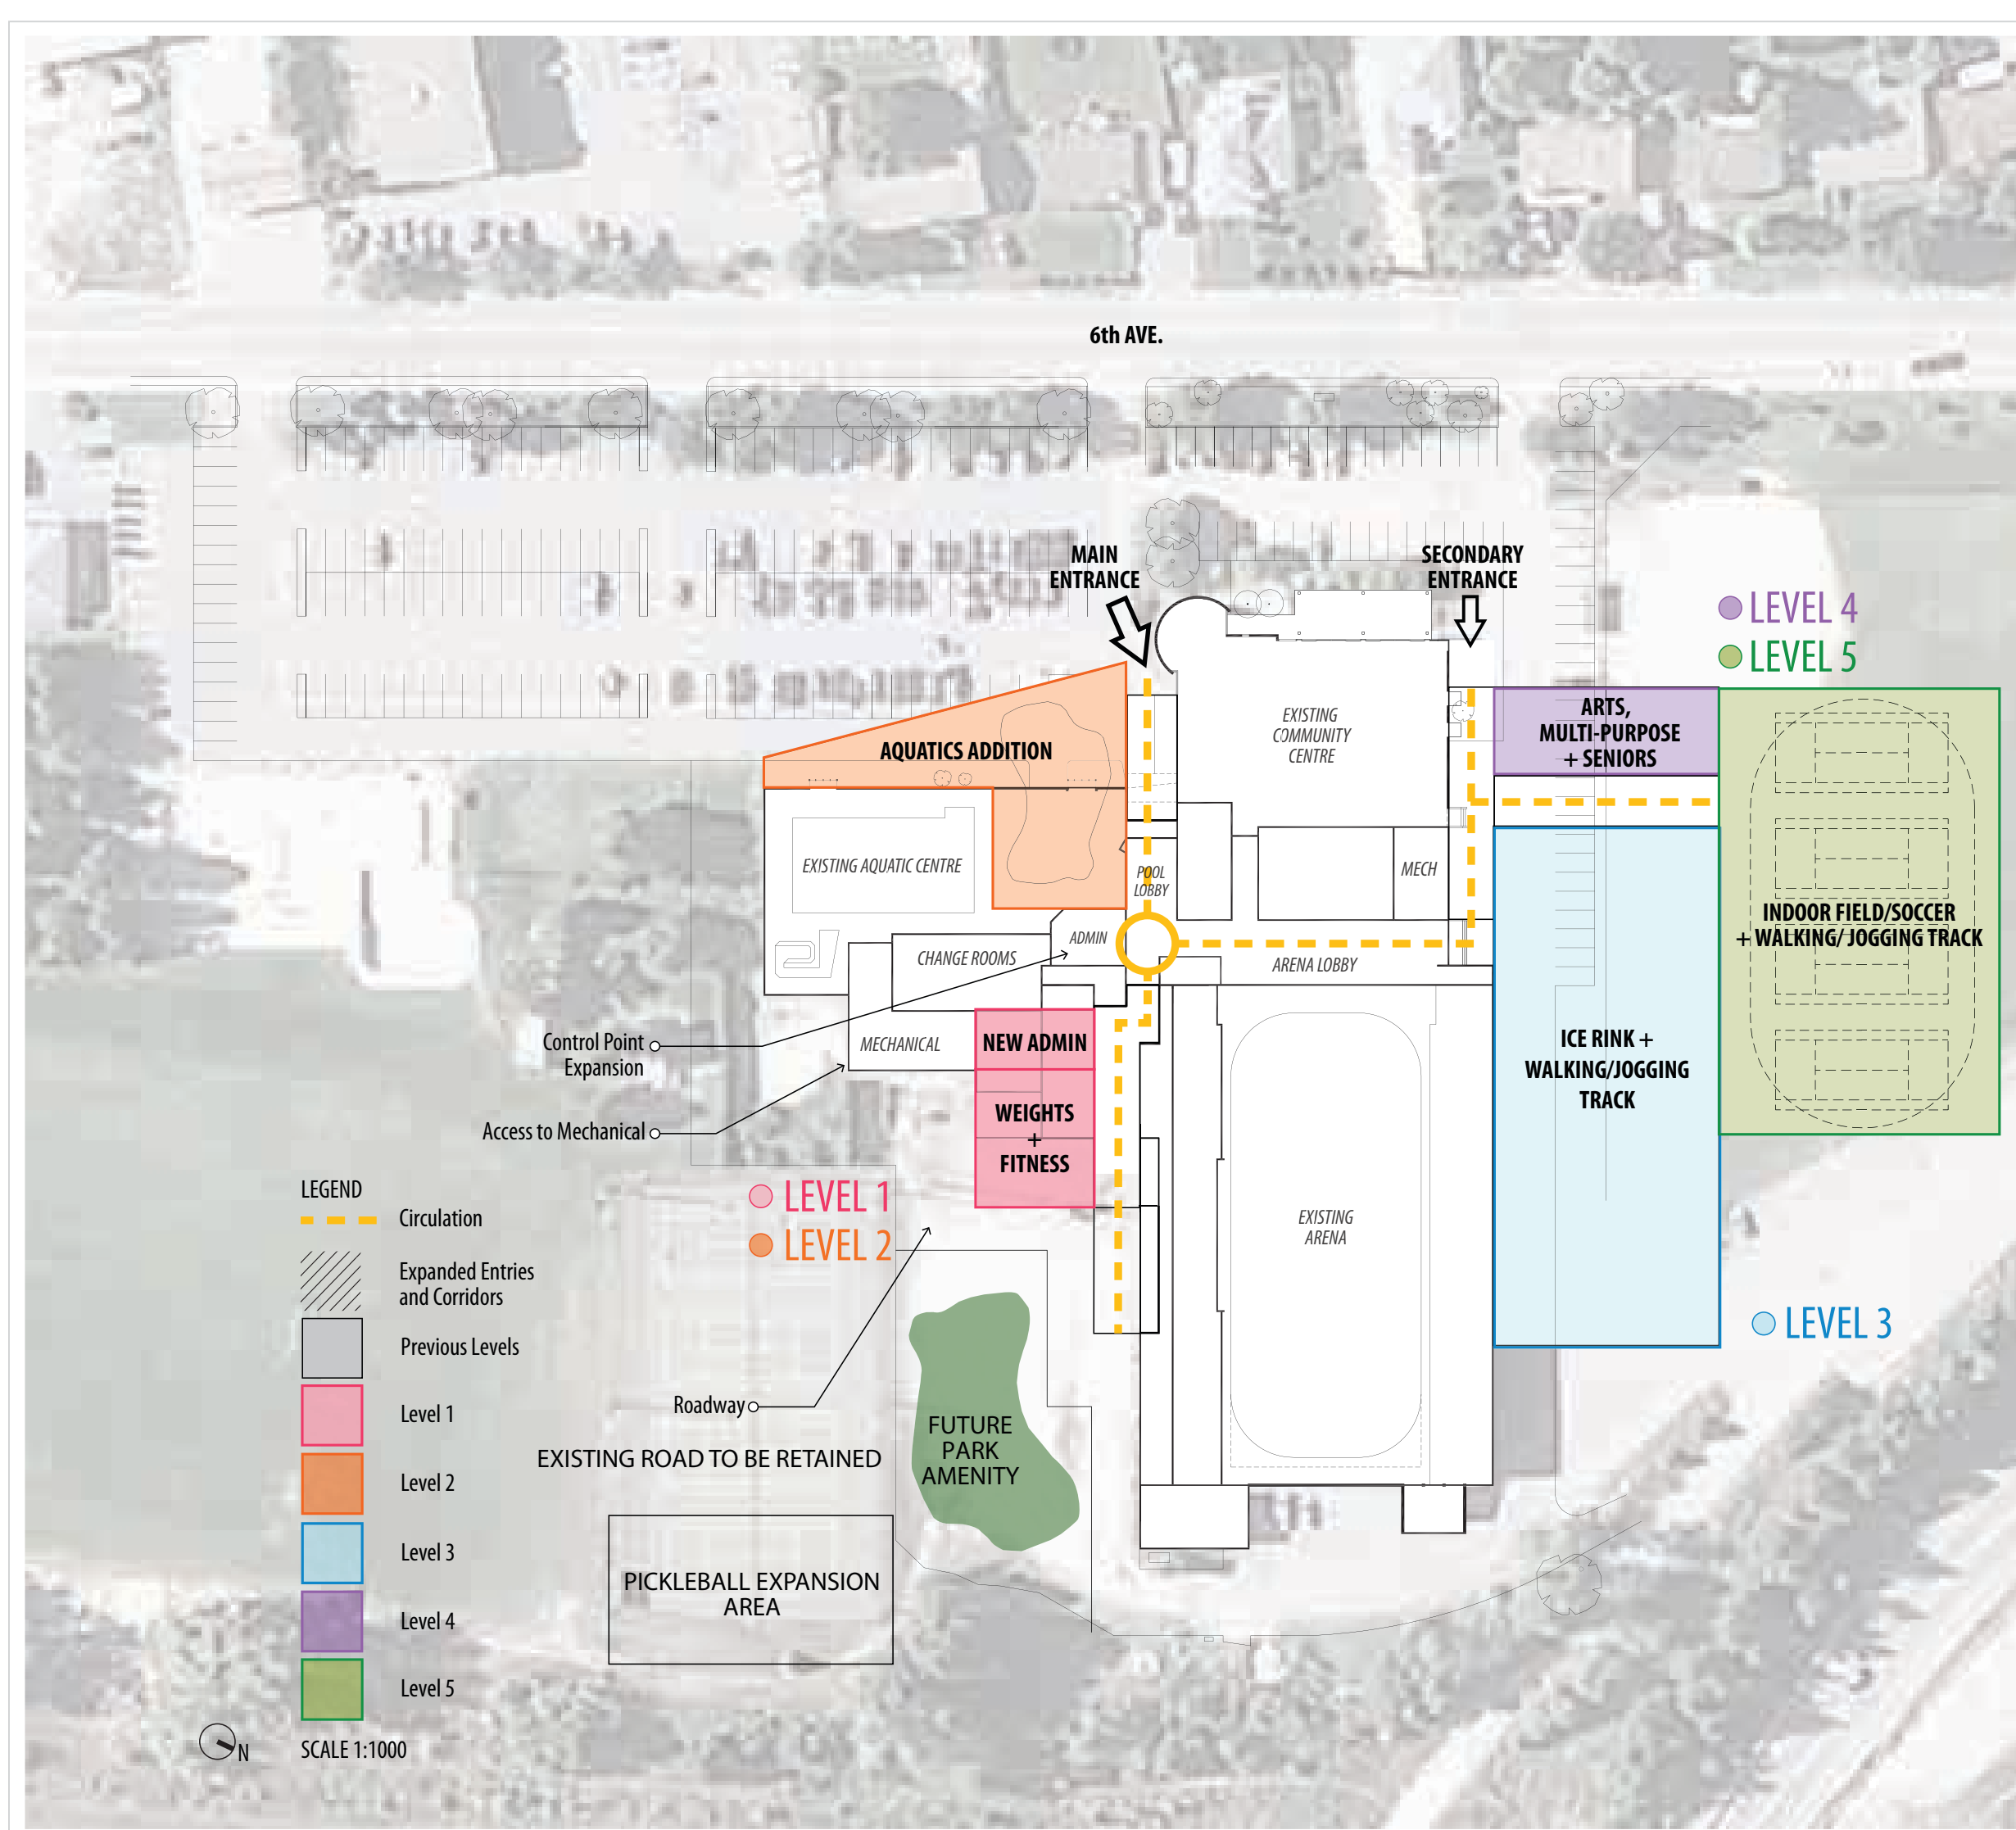 6th AVE.
MAIN
ENTRANCE
SECONDARY
ENTRANCE
LEVEL 4
LEVEL 5
ARTS,
MULTI-PURPOSE
+ SENIORS
EXISTING
COMMUNITY
CENTRE
AQUATICS ADDITION
EXISTING AQUATIC CENTRE
POOL
LOBBY
MECH
INDOOR FIELD/SOCCER
+ WALKING/ JOGGING TRACK
ADMIN
CHANGE ROOMS
ARENA LOBBY
Control Point
Expansion
MECHANICAL
NEW ADMIN
ICE RINK +
WALKING/JOGGING
TRACK
Access to Mechanical
WEIGHTS
+
FITNESS
LEVEL 1
LEVEL 2
EXISTING
ARENA
LEVEL 3
Roadway
EXISTING ROAD TO BE RETAINED
FUTURE
PARK
AMENITY
PICKLEBALL EXPANSION
AREA
LEGEND
Circulation
Expanded Entries
and Corridors
Previous Levels
Level 1
Level 2
Level 3
Level 4
Level 5
N
SCALE 1:1000